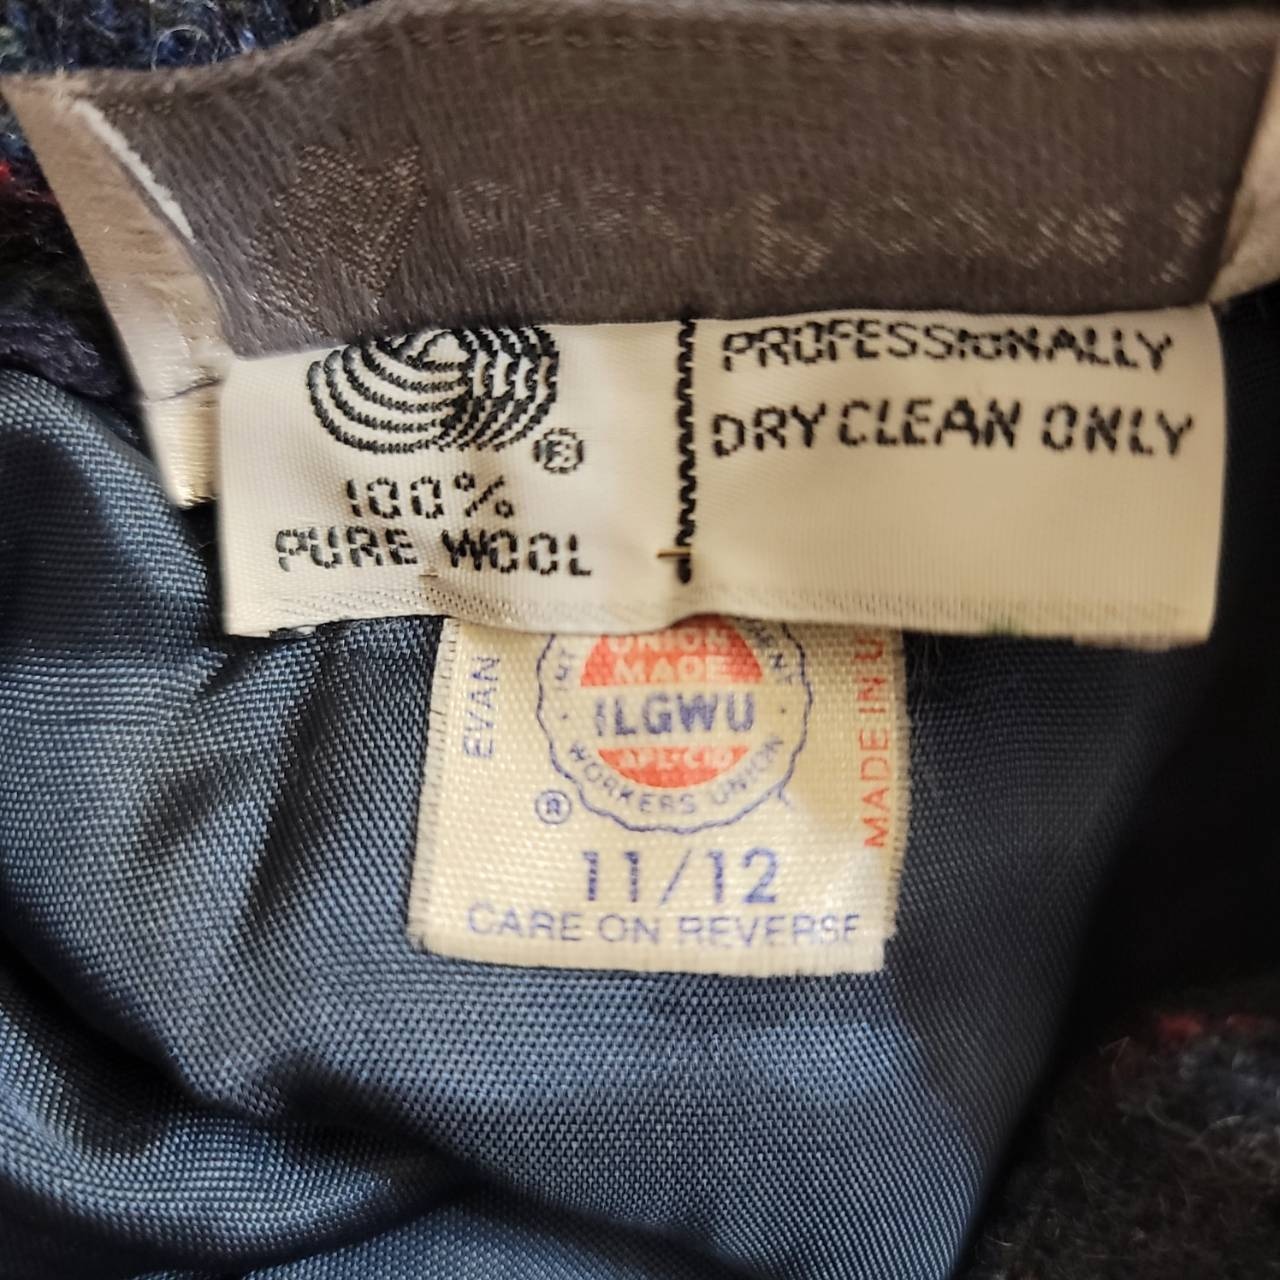 ®
100%
PURE WOOL
PROFESSIONALLY
DRY CLEAN ONLY
EVAN
UNION
MADE
ILGWU
AFL-CIO
WORKERS UNION
®
MADE IN U
11/12
CARE ON REVERSE